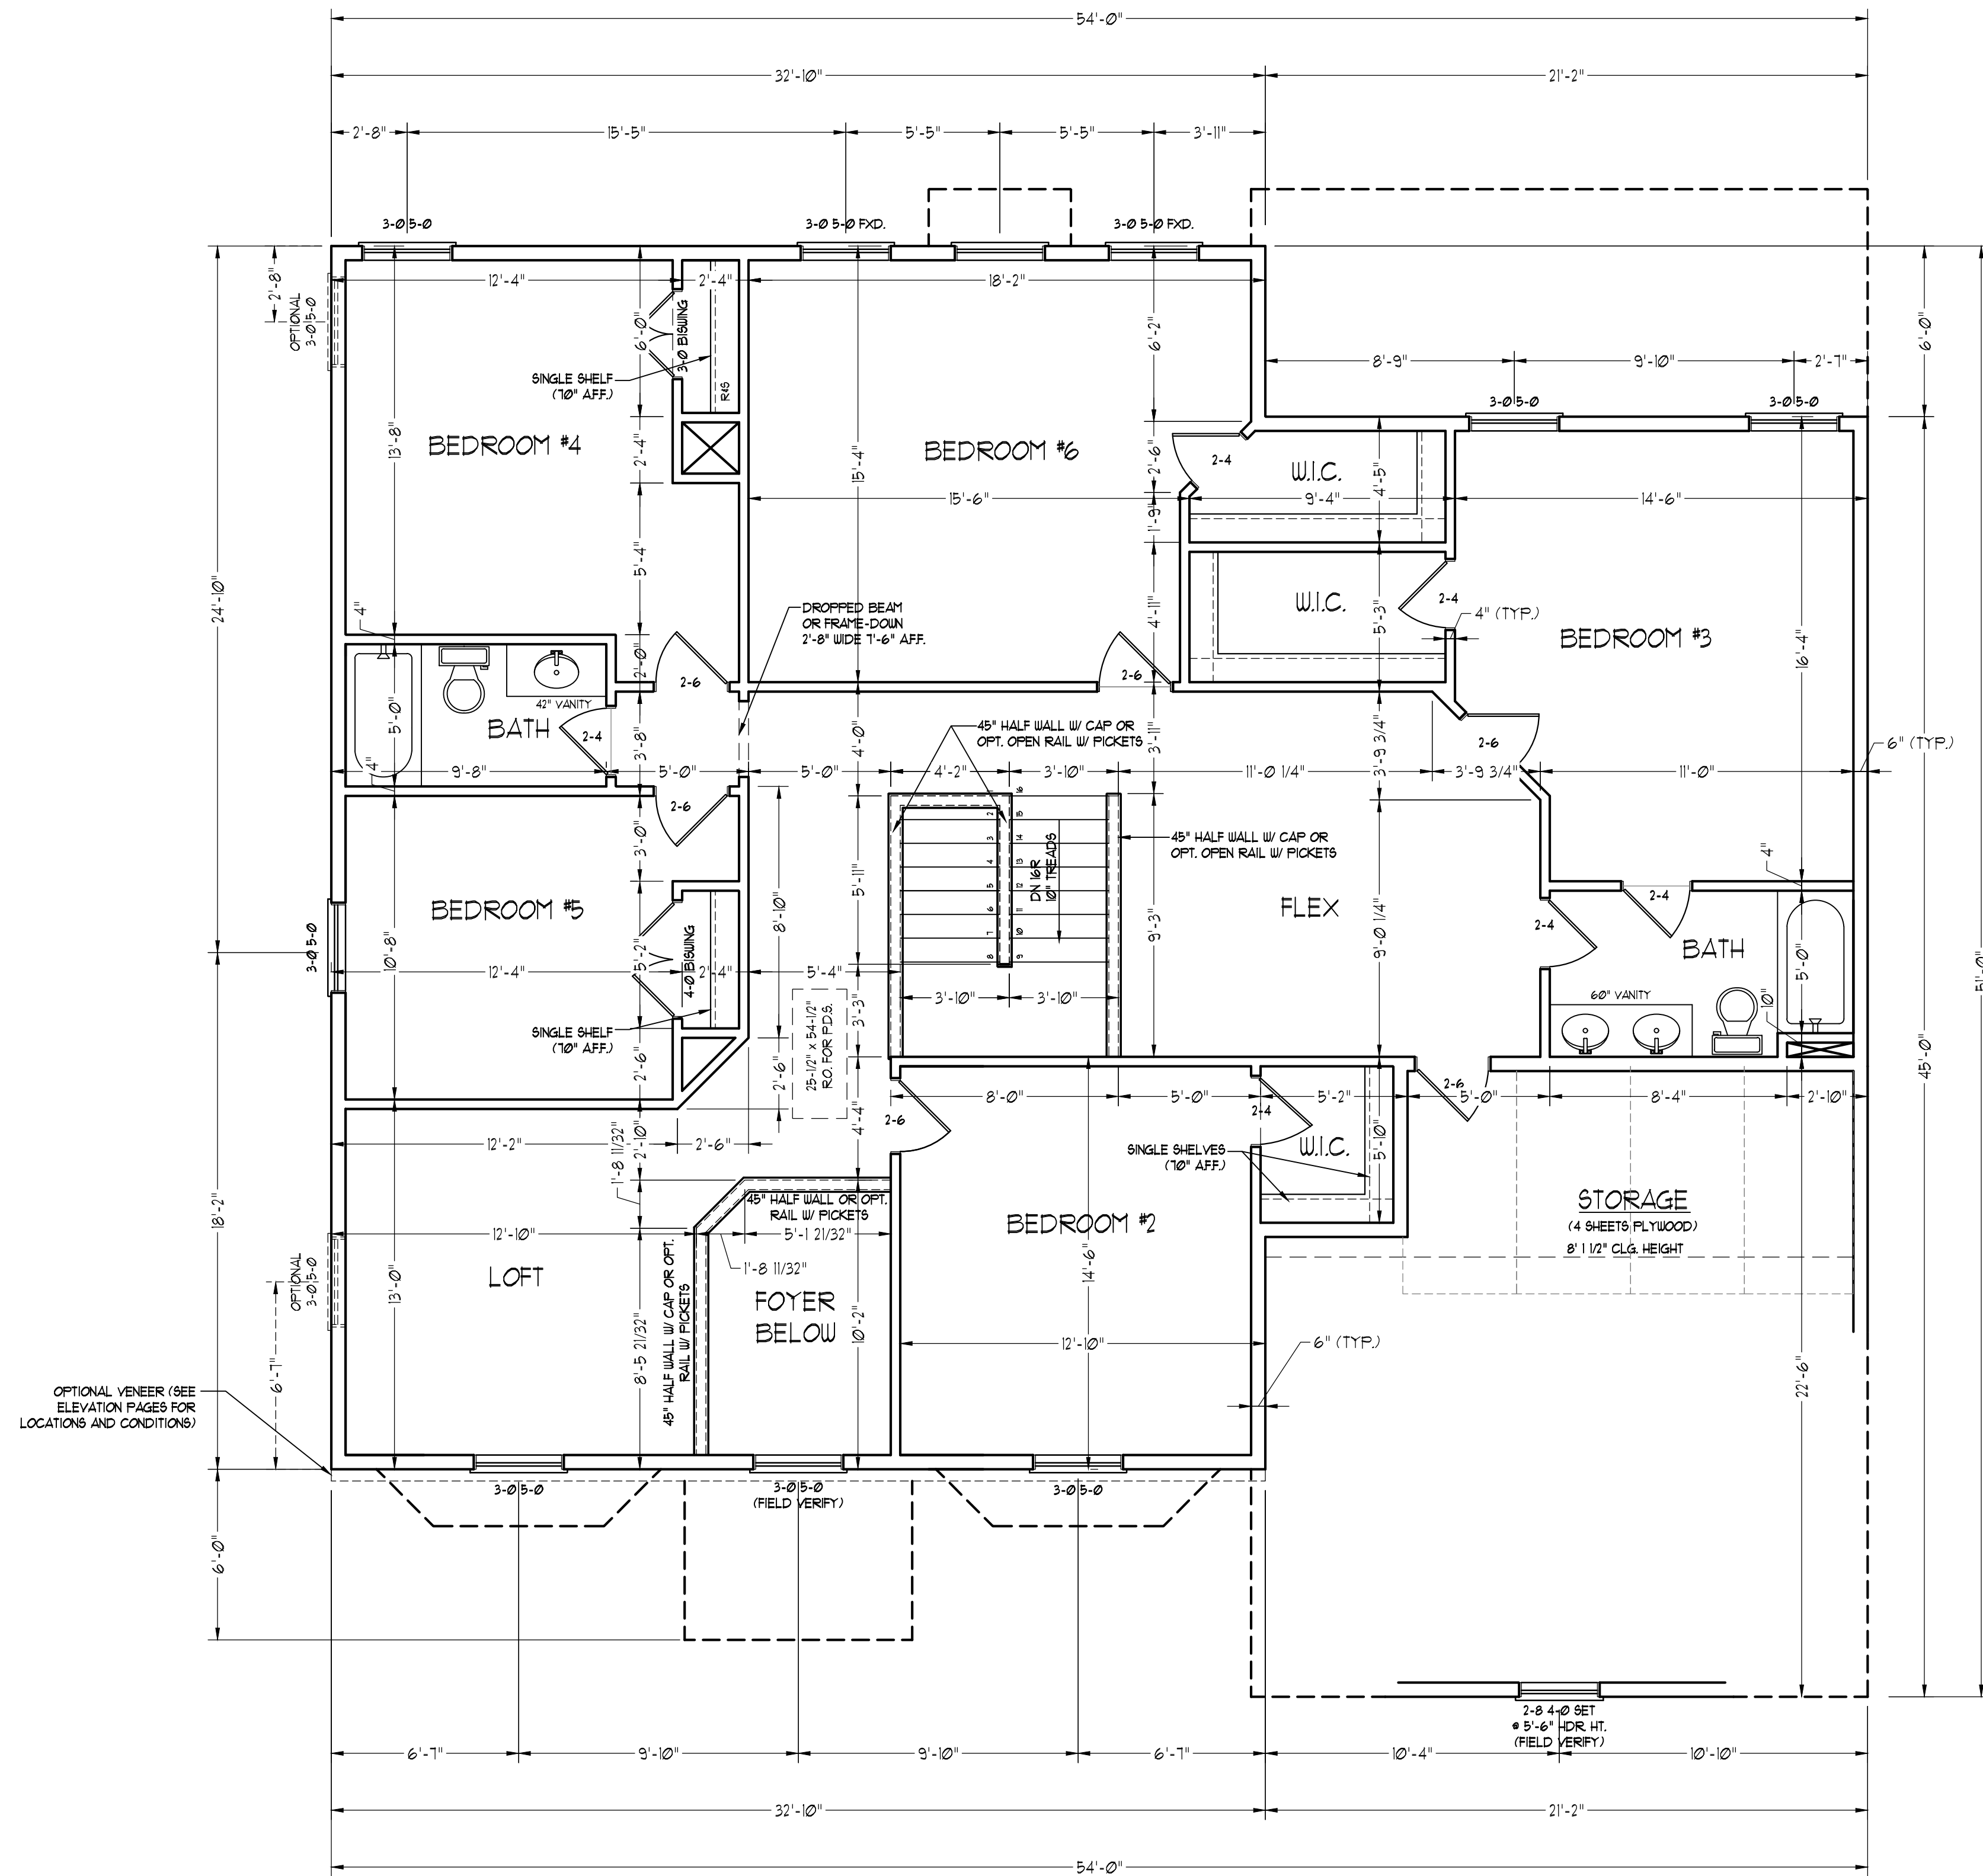 54'-0"
32'-10"
21'-2"
2'-8"
15'-5"
5'-5"
5'-5"
3'-11"
3-0 5-0
3-0 5-0 FXD.
3-0 5-0 FXD.
2'-8"
OPTIONAL
3-0 5-0
12'-4"
2'-4"
18'-2"
6'-0"
3-0 BISWING
R&S
SINGLE SHELF
(70" A.F.F.)
6'-2"
6'-0"
8'-9"
9'-10"
2'-7"
3-0 5-0
3-0 5-0
BEDROOM #4
13'-8"
2'-4"
BEDROOM #6
15'-4"
2'-6"
2-4
W.I.C.
4'-5"
15'-6"
9'-4"
14'-6"
1'-9"
5'-4"
24'-10"
4"
DROPPED BEAM
OR FRAME-DOWN
2'-8" WIDE 7'-6" A.F.F.
4'-11"
W.I.C.
5'-3"
2-4
4" (TYP.)
BEDROOM #3
16'-4"
2'-0"
2-6
2-6
42" VANITY
BATH
5'-0"
2-4
3'-8"
4'-0"
45" HALF WALL W/ CAP OR
OPT. OPEN RAIL W/ PICKETS
3'-11"
3'-9 3/4"
2-6
6" (TYP.)
4"
9'-8"
5'-0"
5'-0"
4'-2"
3'-10"
11'-0 1/4"
3'-9 3/4"
11'-0"
2-6
3'-0"
16
2
15
3
14
4
13
5
12
6
11
7
10
8
9
DN 16R
10" TREADS
45" HALF WALL W/ CAP OR
OPT. OPEN RAIL W/ PICKETS
4"
5'-11"
BEDROOM #5
10'-8"
8'-10"
FLEX
9'-3"
9'-0 1/4"
2-4
2-4
BATH
5'-0"
45'-0"
51'-0"
3-0 5-0
5'-2"
4-0 BISWING
12'-4"
2'-4"
5'-4"
3'-10"
3'-10"
3'-3"
60" VANITY
10"
SINGLE SHELF
(70" A.F.F.)
25-1/2" x 54-1/2"
R.O. FOR P.D.S.
2'-6"
2'-6"
2-6
8'-0"
5'-0"
2-4
5'-2"
2-6
5'-0"
8'-4"
2'-10"
4'-4"
12'-2"
2'-6"
2'-10"
1'-8 11/32"
SINGLE SHELVES
(70" A.F.F.)
W.I.C.
5'-10"
18'-2"
45" HALF WALL OR OPT.
RAIL W/ PICKETS
BEDROOM #2
STORAGE
(4 SHEETS PLYWOOD)
8' 1 1/2" CLG. HEIGHT
12'-10"
5'-1 21/32"
1'-8 11/32"
LOFT
13'-0"
OPTIONAL
3-0 5-0
45" HALF WALL W/ CAP OR OPT.
RAIL W/ PICKETS
8'-5 21/32"
FOYER
BELOW
10'-2"
14'-6"
12'-10"
6" (TYP.)
22'-6"
6'-7"
OPTIONAL VENEER (SEE
ELEVATION PAGES FOR
LOCATIONS AND CONDITIONS)
3-0 5-0
3-0 5-0
(FIELD VERIFY)
3-0 5-0
6'-0"
2-8 4-0 SET
@ 5'-6" HDR. HT.
(FIELD VERIFY)
6'-7"
9'-10"
9'-10"
6'-7"
10'-4"
10'-10"
32'-10"
21'-2"
54'-0"